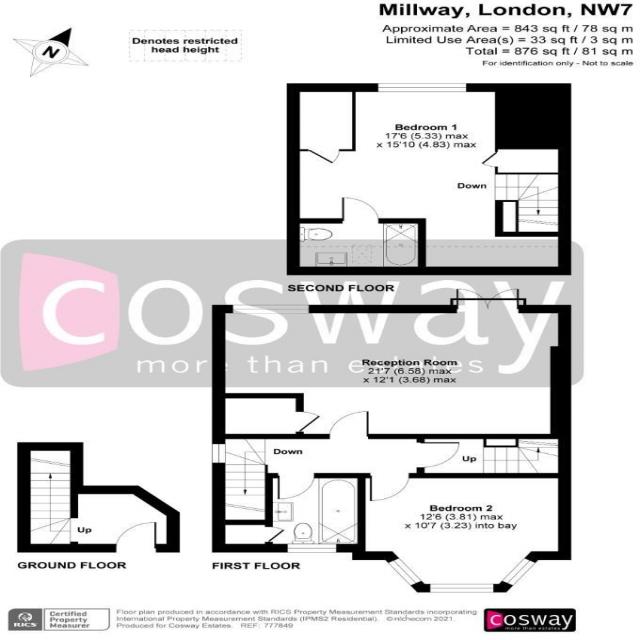 Millway, London, NW7
Approximate Area = 843 sq ft / 78 sq m
Limited Use Area(s) = 33 sq ft / 3 sq m
Total = 876 sq ft / 81 sq m
For identification only - Not to scale
N
Denotes restricted
head height
Bedroom 1
17'6 (5.33) max
x 15'10 (4.83) max
Down
SECOND FLOOR
cosway
more than estates
Reception Room
21'7 (6.58) max
x 12'1 (3.68) max
Down
Up
Bedroom 2
12'6 (3.81) max
x 10'7 (3.23) into bay
Up
GROUND FLOOR
FIRST FLOOR
RICS
Certified
Property
Measurer
Floor plan produced in accordance with RICS Property Measurement Standards incorporating
International Property Measurement Standards (IPMS2 Residential). © nichecom 2021.
Produced for Cosway Estates. REF: 777849
cosway
more than estates